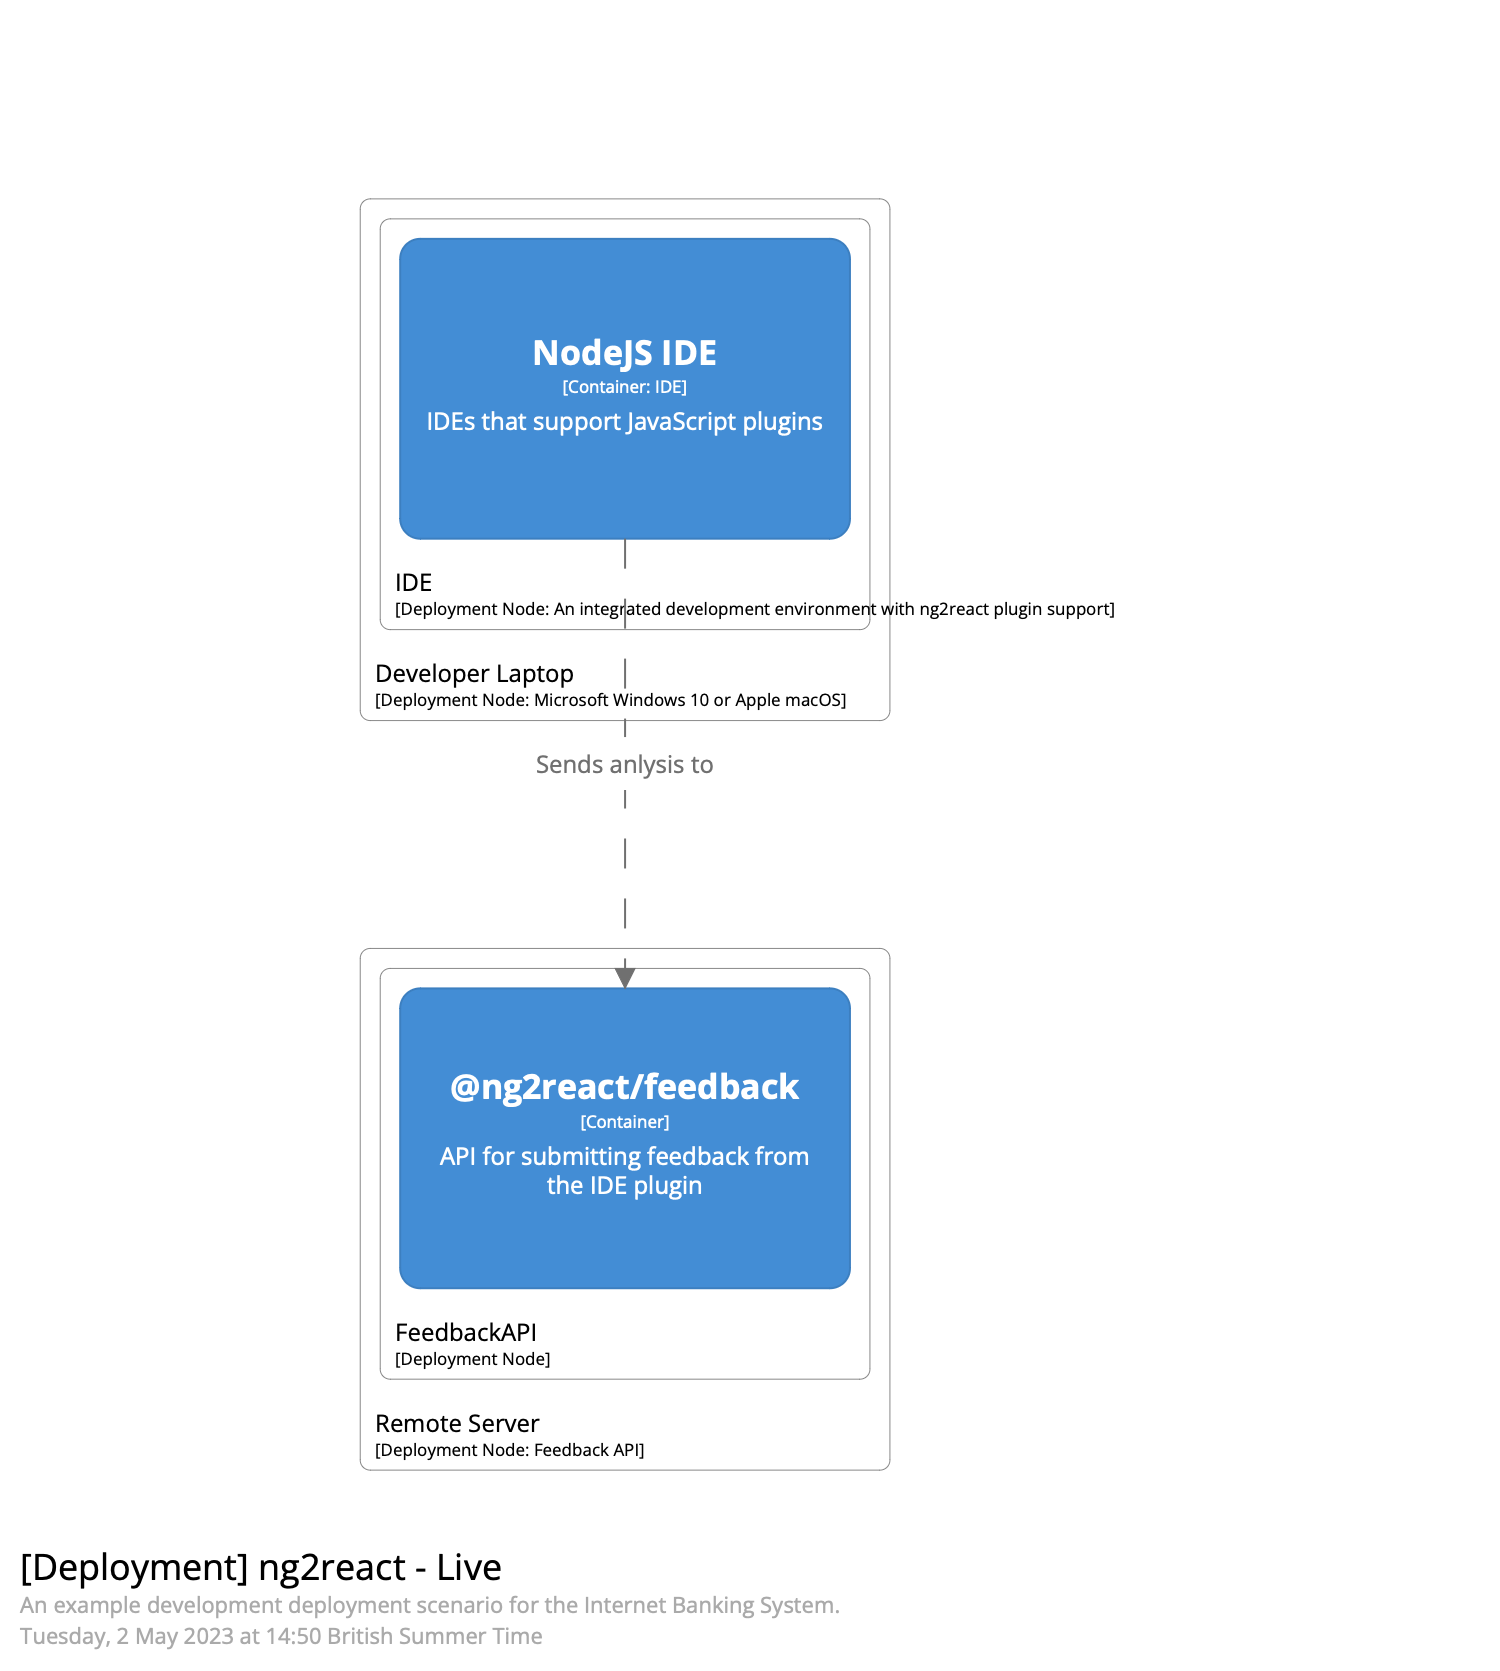 NodeJS IDE
[Container: IDE]
IDEs that support JavaScript plugins
IDE
[Deployment Node: An integrated development environment with ng2react plugin support]
Developer Laptop
[Deployment Node: Microsoft Windows 10 or Apple macOS]
Sends anlysis to
@ng2react/feedback
[Container]
API for submitting feedback from
the IDE plugin
FeedbackAPI
[Deployment Node]
Remote Server
[Deployment Node: Feedback API]
[Deployment] ng2react - Live
An example development deployment scenario for the Internet Banking System.
Tuesday, 2 May 2023 at 14:50 British Summer Time